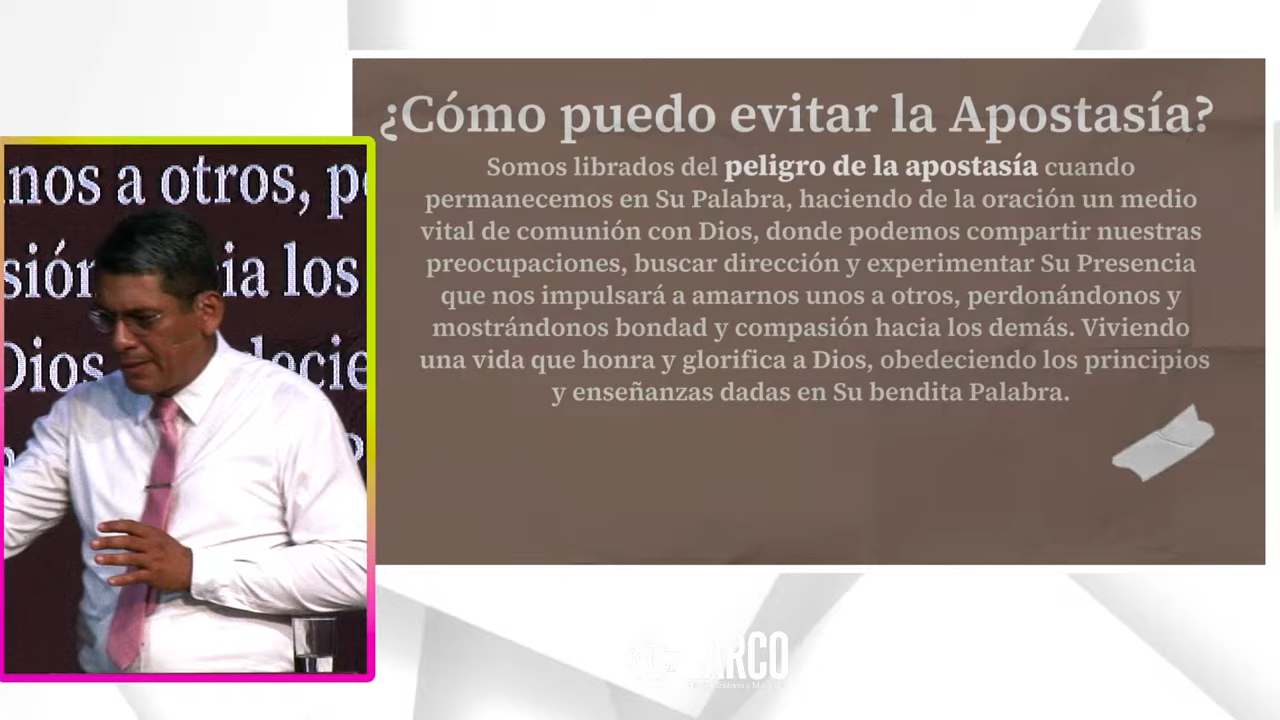 ¿Cómo puedo evitar la Apostasía?
Somos librados del peligro de la apostasía cuando
permanecemos en Su Palabra, haciendo de la oración un medio
vital de comunión con Dios, donde podemos compartir nuestras
preocupaciones, buscar dirección y experimentar Su Presencia
que nos impulsará a amarnos unos a otros, perdonándonos y
mostrándonos bondad y compasión hacia los demás. Viviendo
una vida que honra y glorifica a Dios, obedeciendo los principios
y enseñanzas dadas en Su bendita Palabra.
nos a otros, p
sión ia los
Dios decie